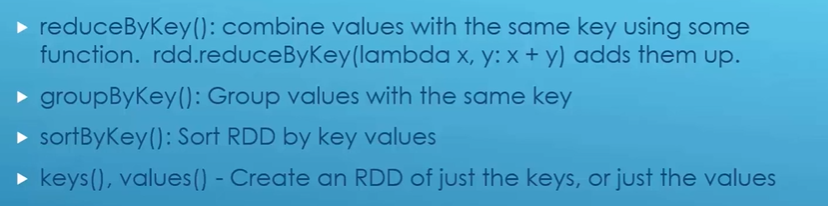 reduceByKey(): combine values with the same key using some
function. rdd.reduceByKey(lambda x, y: x + y) adds them up.
groupByKey(): Group values with the same key
sortByKey(): Sort RDD by key values
keys(), values() - Create an RDD of just the keys, or just the values